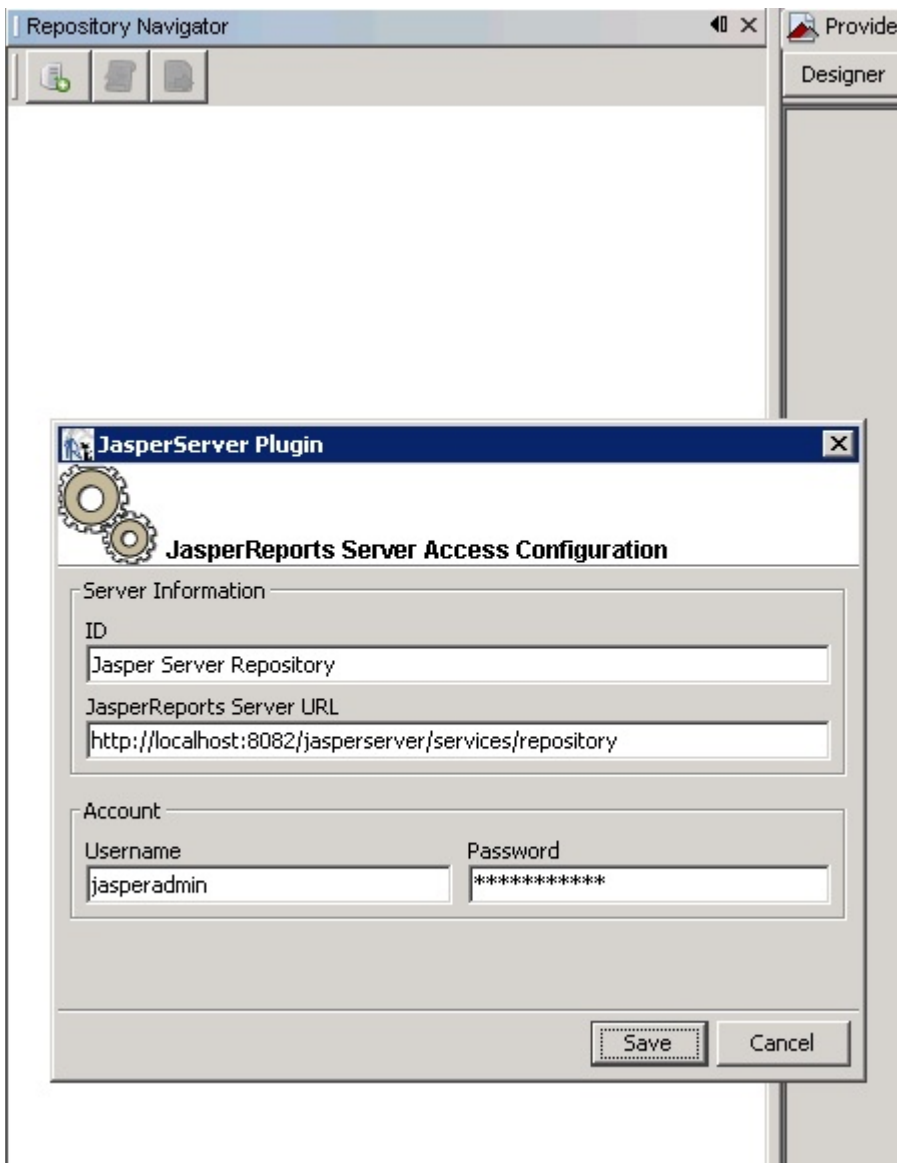 Repository Navigator
Provide
Designer
JasperServer Plugin
JasperReports Server Access Configuration
Server Information
ID
Jasper Server Repository
JasperReports Server URL
http://localhost:8082/jasperserver/services/repository
Account
Username
Password
jasperadmin
***********
Save
Cancel